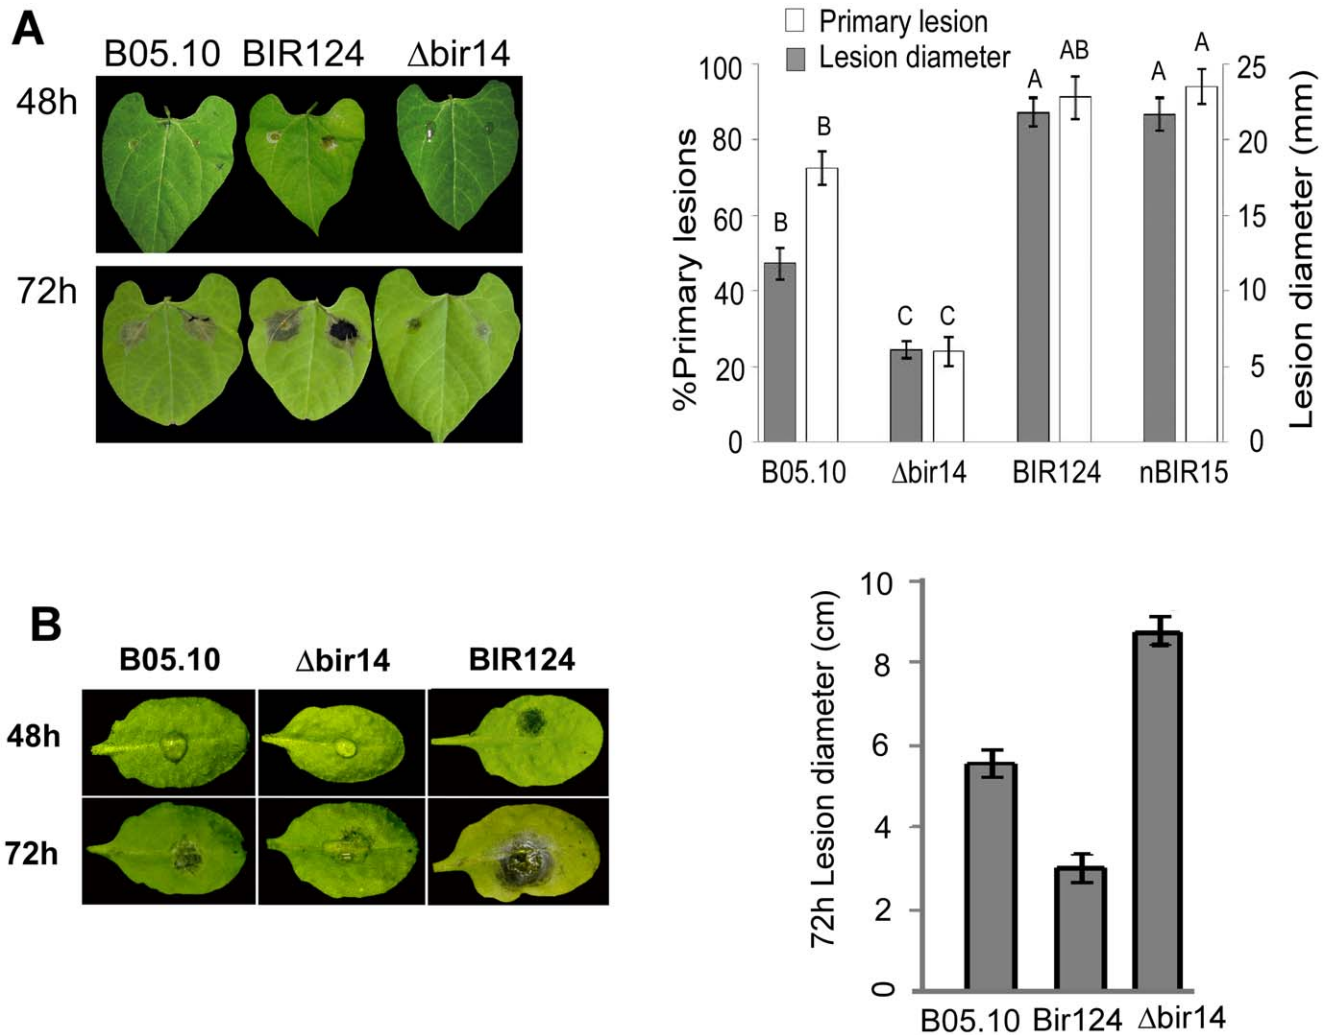 A
B05.10 BIR124 Δbir14
48h
72h
Primary lesion
Lesion diameter
%Primary lesions
100
80
60
40
20
0
B
B
C
C
A
AB
A
A
25
20
15
10
5
0
Lesion diameter (mm)
B05.10 Δbir14 BIR124 nBIR15
B
B05.10 Δbir14 BIR124
48h
72h
72h Lesion diameter (cm)
10
8
6
4
2
0
B05.10 Bir124 Δbir14